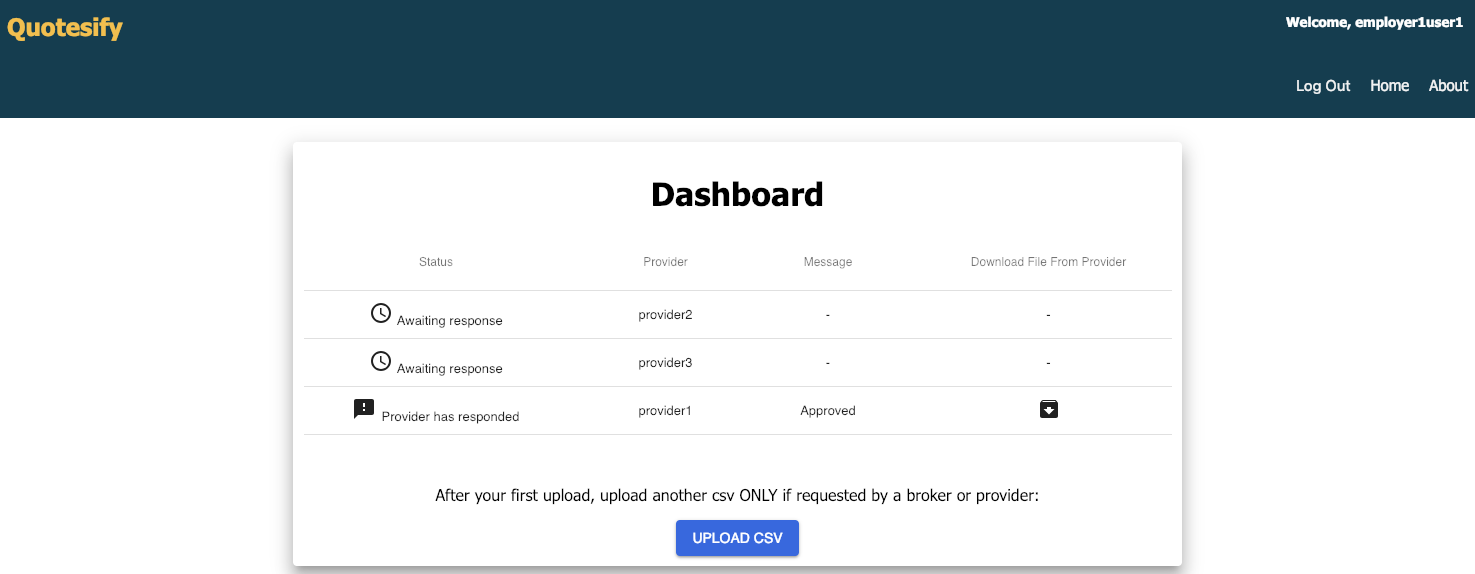 Quotesify
Welcome, employer1user1
Log Out Home About
Dashboard
Status Provider Message Download File From Provider
Awaiting response provider2 - -
Awaiting response provider3 - -
Provider has responded provider1 Approved
After your first upload, upload another csv ONLY if requested by a broker or provider:
UPLOAD CSV